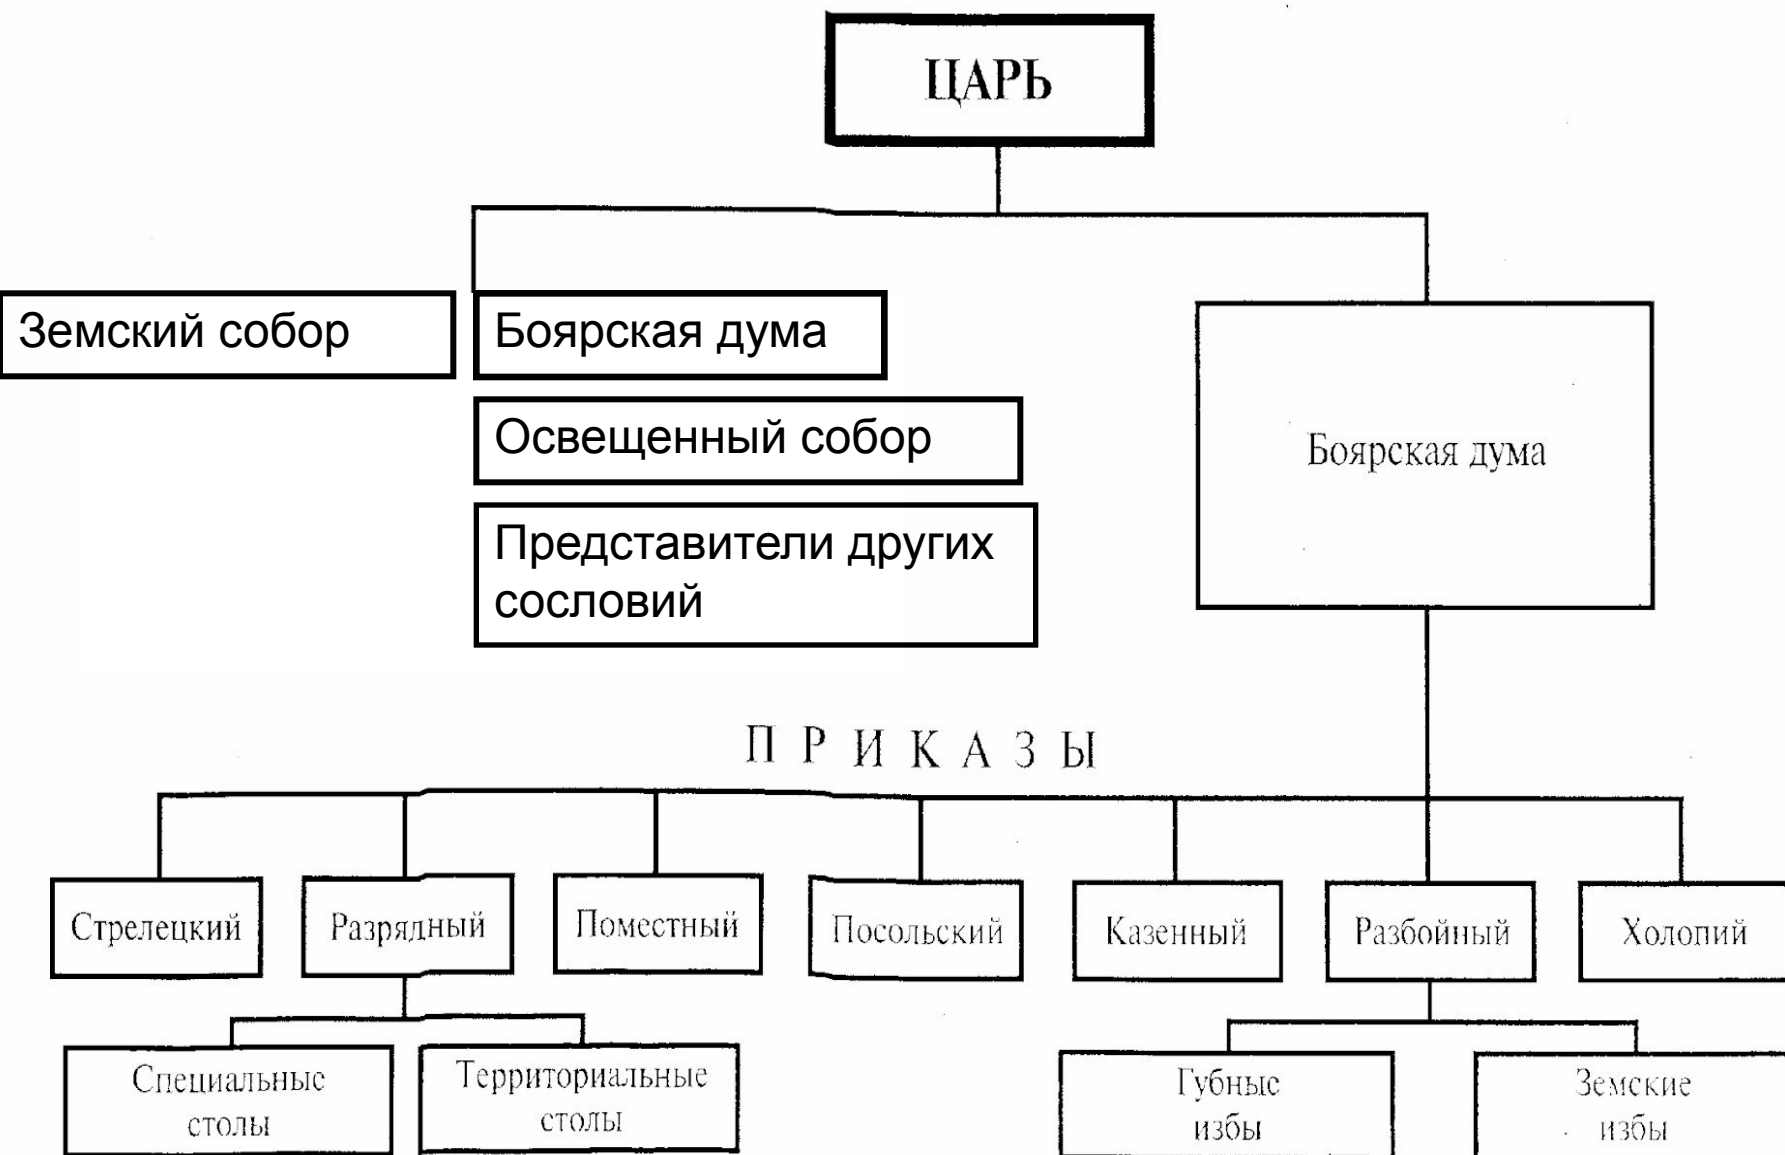 ЦАРЬ
Земский собор
Боярская дума
Освещенный собор
Представители других
сословий
Боярская дума
ПРИКАЗЫ
Стрелецкий
Разрядный
Поместный
Посольский
Казенный
Разбойный
Холопий
Специальные
столы
Территориальные
столы
Губные
избы
Земские
избы